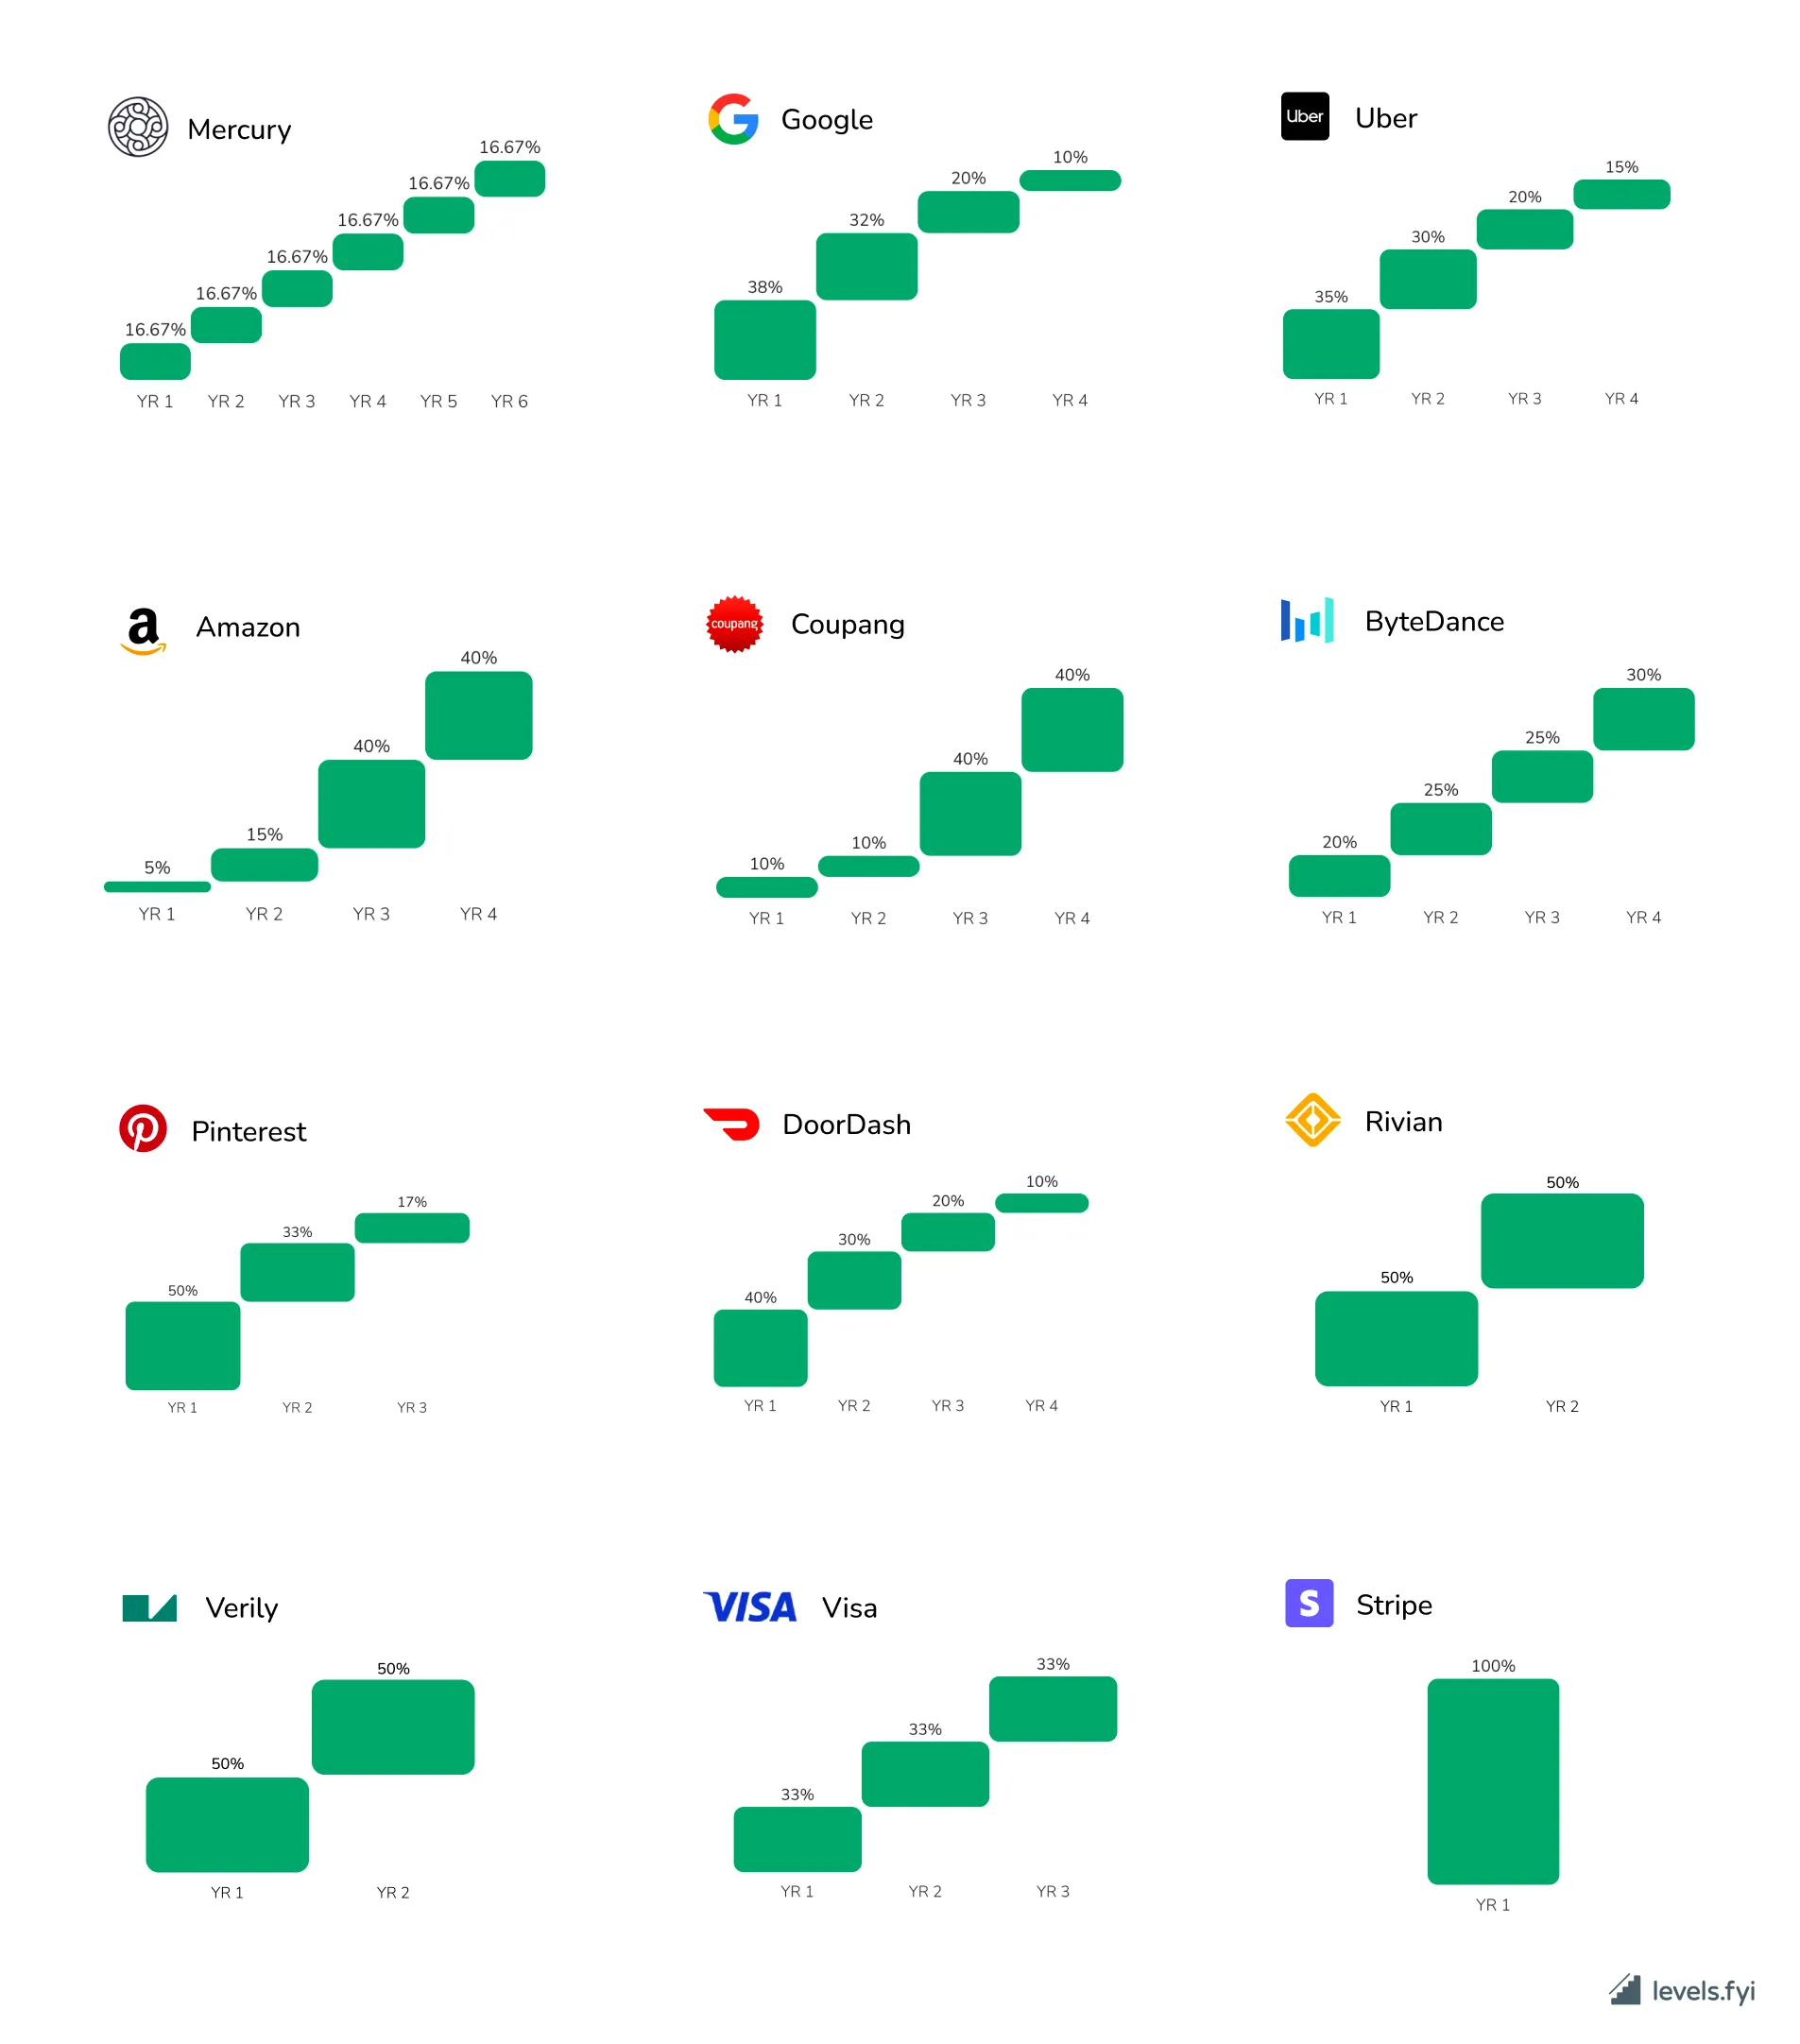 Mercury
16.67%
16.67%
16.67%
16.67%
16.67%
16.67%
YR 1 YR 2 YR 3 YR 4 YR 5 YR 6
Google
10%
20%
32%
38%
YR 1 YR 2 YR 3 YR 4
Uber
Uber
15%
20%
30%
35%
YR 1 YR 2 YR 3 YR 4
a
Amazon
40%
40%
15%
5%
YR 1 YR 2 YR 3 YR 4
coupang
Coupang
40%
40%
10%
10%
YR 1 YR 2 YR 3 YR 4
ByteDance
30%
25%
25%
20%
YR 1 YR 2 YR 3 YR 4
Pinterest
17%
33%
50%
YR 1 YR 2 YR 3
DoorDash
10%
20%
30%
40%
YR 1 YR 2 YR 3 YR 4
Rivian
50%
50%
YR 1 YR 2
Verily
50%
50%
YR 1 YR 2
VISA
Visa
33%
33%
33%
YR 1 YR 2 YR 3
S
Stripe
100%
YR 1
levels.fyi